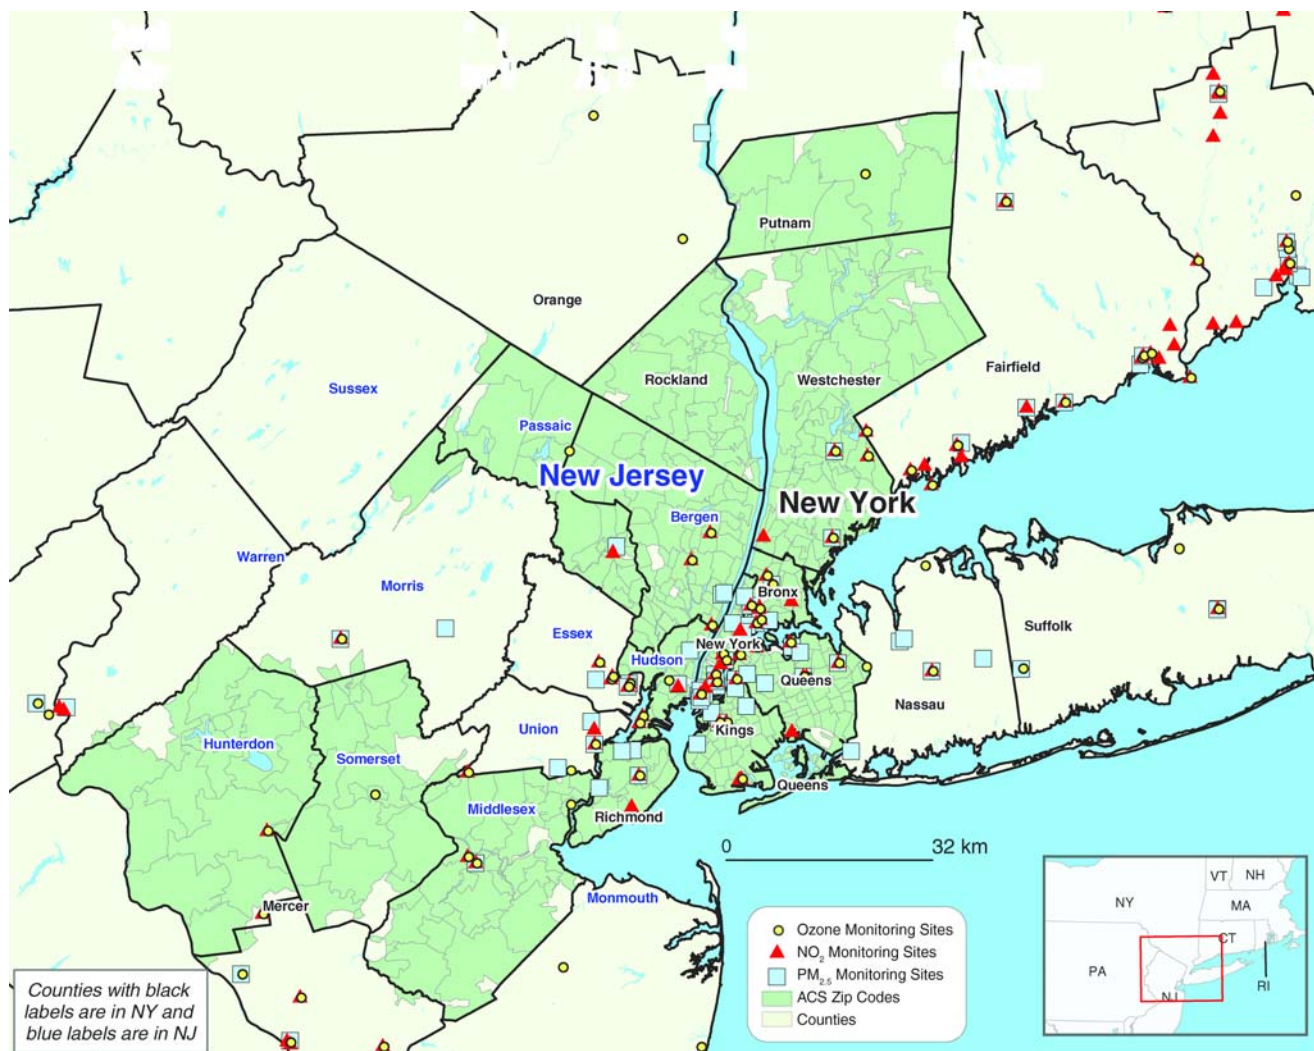 Putnam
Orange
Sussex
Rockland
Westchester
Fairfield
Passaic
New Jersey
New York
Bergen
Warren
Morris
Bronx
Essex
Suffolk
New York
Hudson
Queens
Nassau
Union
Kings
Hunterdon
Somerset
Queens
Middlesex
Richmond
0 32 km
Monmouth
Mercer
Ozone Monitoring Sites
NO2 Monitoring Sites
PM2.5 Monitoring Sites
ACS Zip Codes
Counties
Counties with black
labels are in NY and
blue labels are in NJ
VT NH
NY
MA
CT
PA
RI
NJ